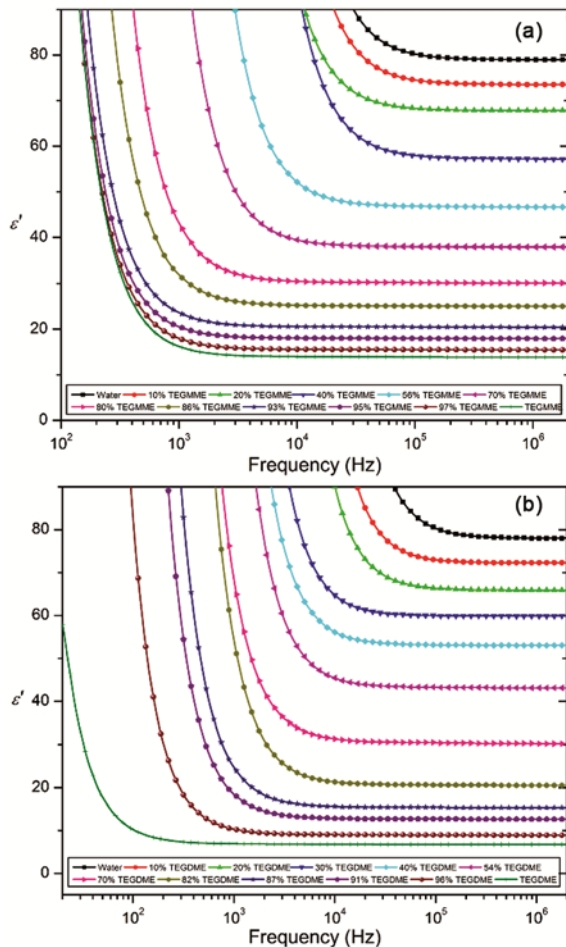 (a)
80
60
ε'
40
20
0
Water 10% TEGMME 20% TEGMME 40% TEGMME 56% TEGMME 70% TEGMME
80% TEGMME 86% TEGMME 93% TEGMME 95% TEGMME 97% TEGMME TEGMME
10² 10³ 10⁴ 10⁵ 10⁶
Frequency (Hz)
(b)
80
60
ε'
40
20
0
Water 10% TEGDME 20% TEGDME 30% TEGDME 40% TEGDME 54% TEGDME
70% TEGDME 82% TEGDME 87% TEGDME 91% TEGDME 96% TEGDME TEGDME
10² 10³ 10⁴ 10⁵ 10⁶
Frequency (Hz)